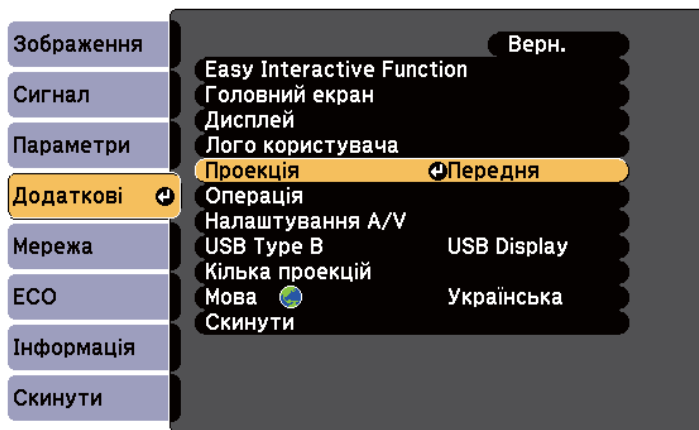 Зображення
Сигнал
Параметри
Додаткові
Мережа
ECO
Інформація
Скинути
Верн.
Easy Interactive Function
Головний екран
Дисплей
Лого користувача
Проекція Передня
Операція
Налаштування A/V
USB Type B USB Display
Кілька проекцій
Мова Українська
Скинути